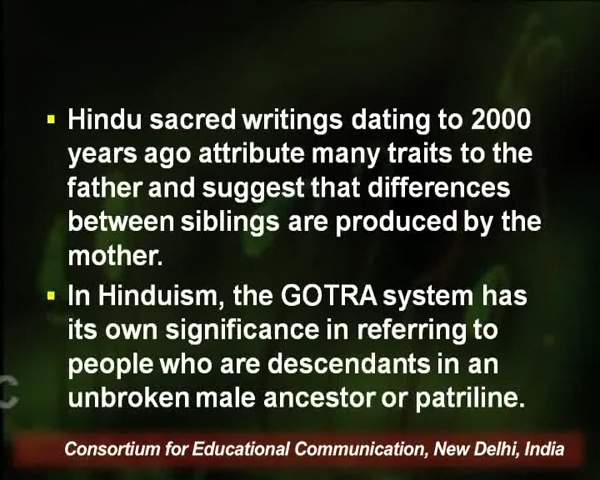 Hindu sacred writings dating to 2000
years ago attribute many traits to the
father and suggest that differences
between siblings are produced by the
mother.
In Hinduism, the GOTRA system has
its own significance in referring to
people who are descendants in an
unbroken male ancestor or patriline.
C
Consortium for Educational Communication, New Delhi, India